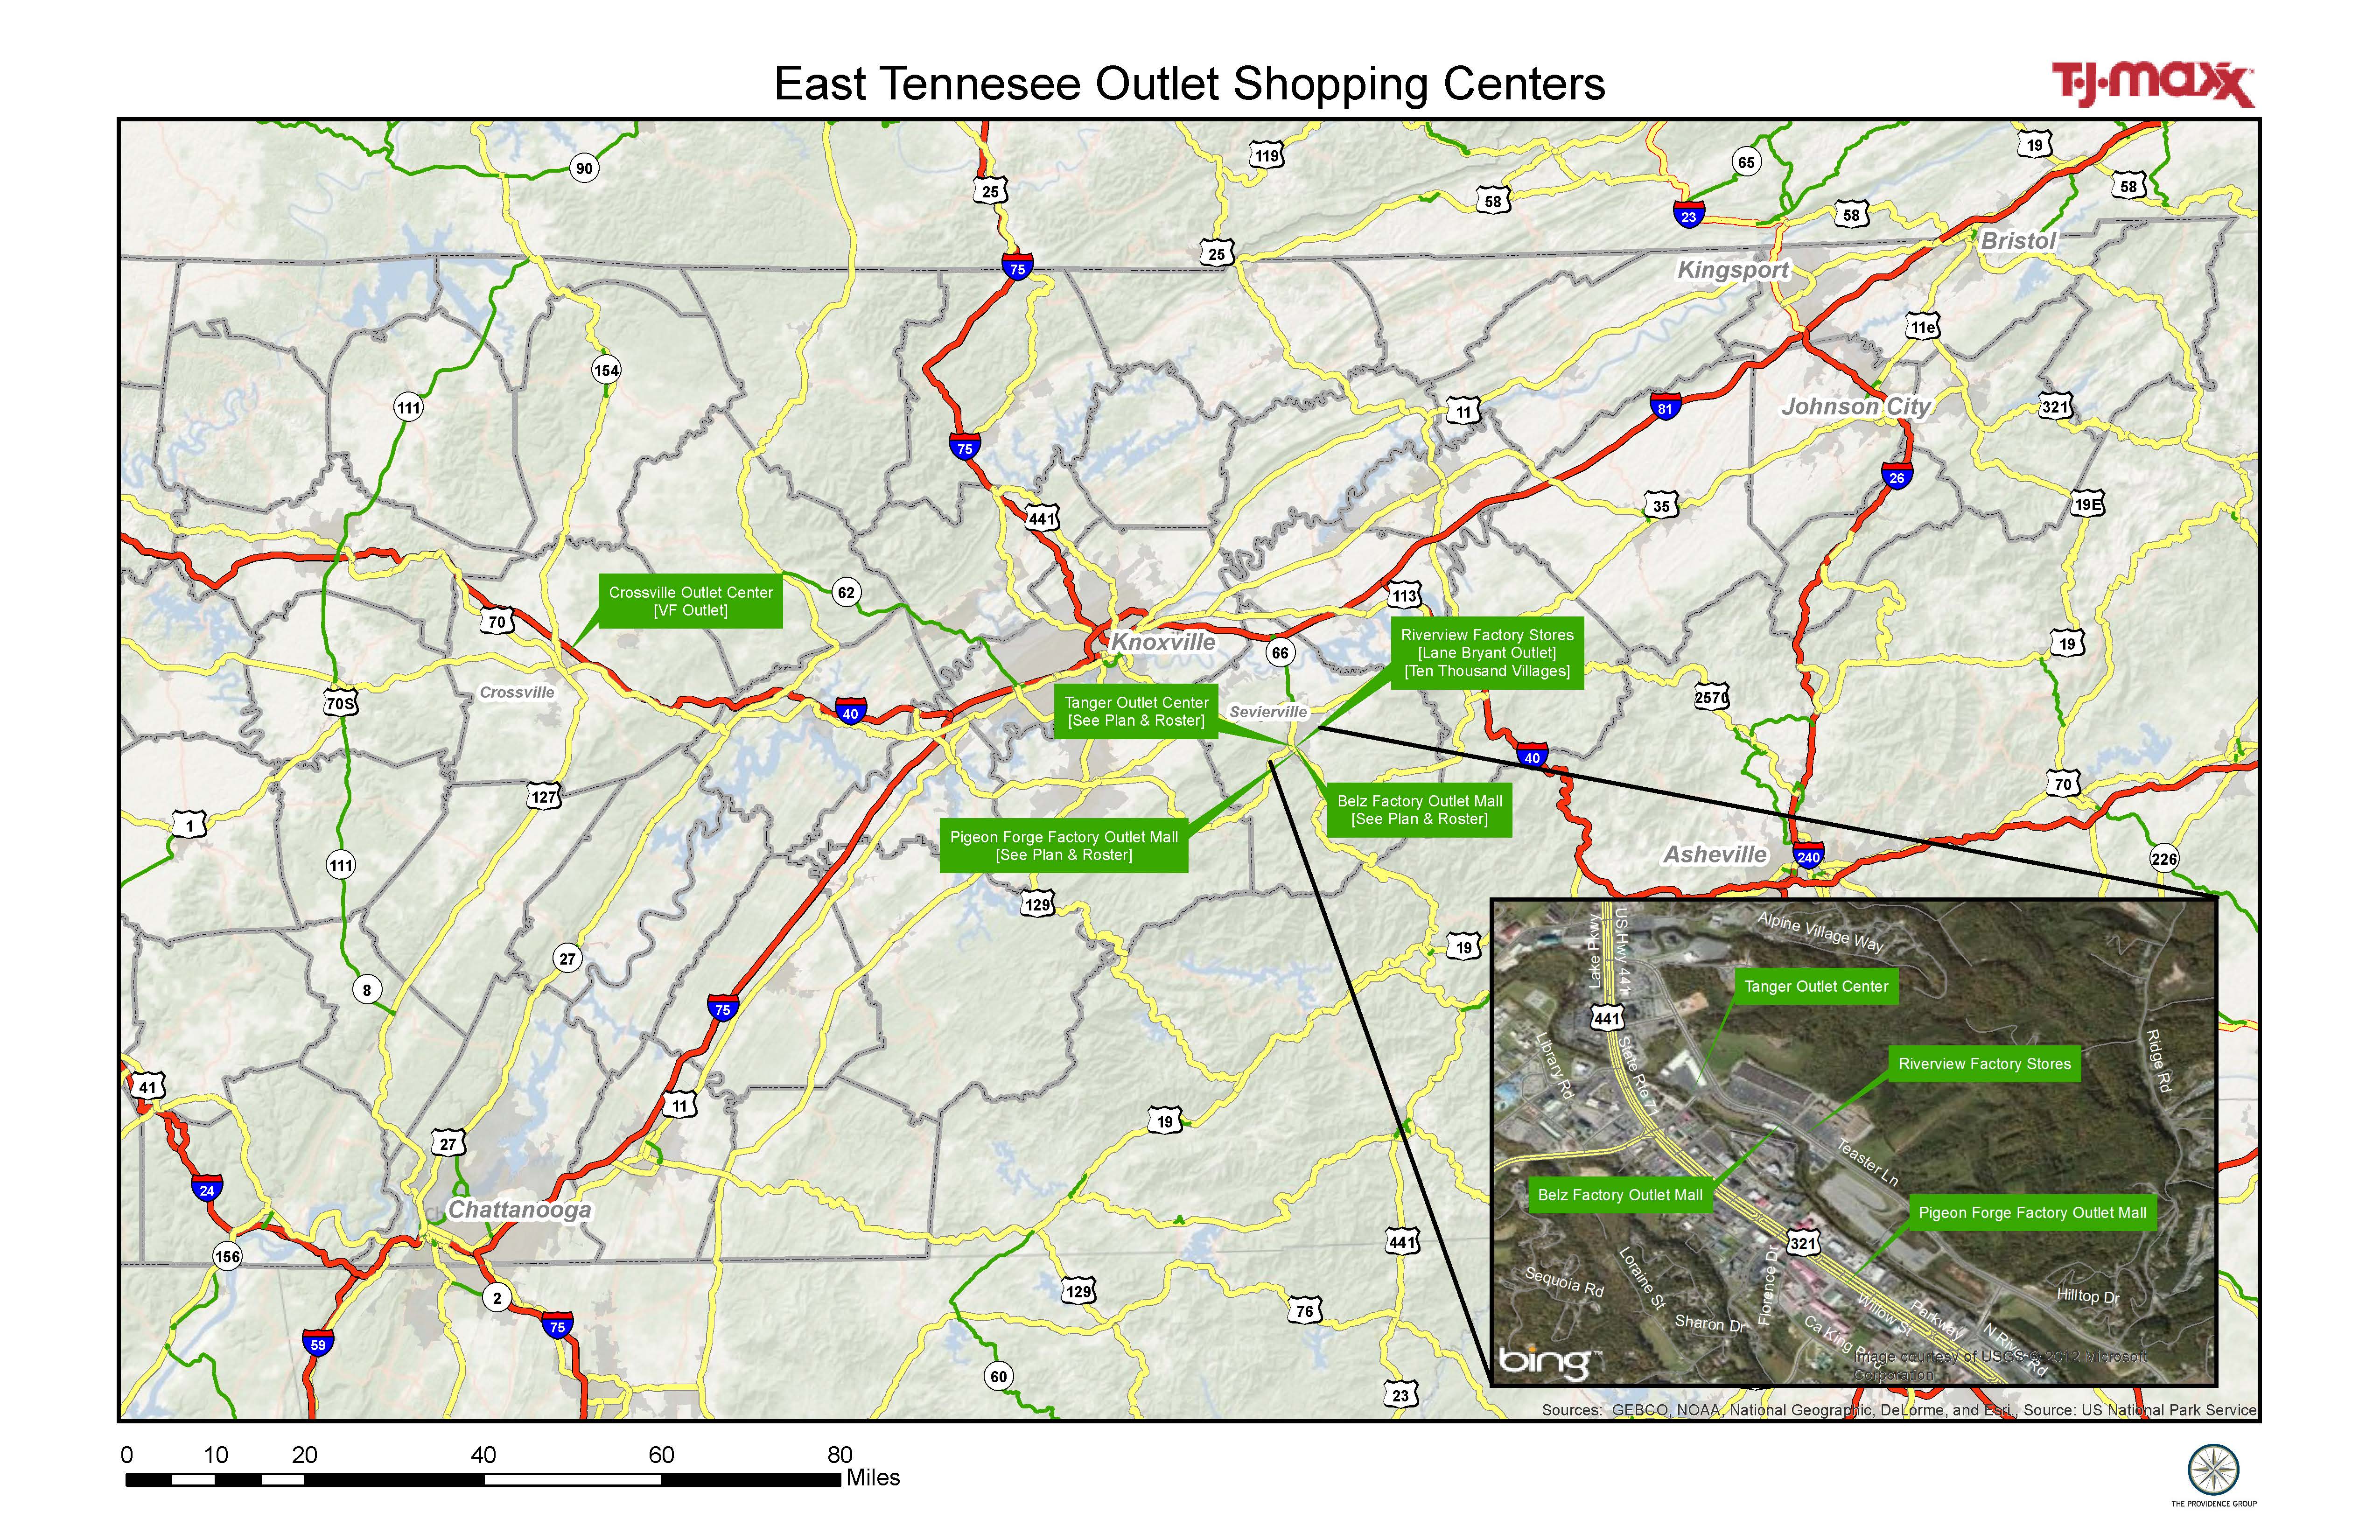 East Tennesee Outlet Shopping Centers
T·J·maxx
90
119
65
19
25
58
58
58
23
25
Bristol
75
Kingsport
11e
154
111
11
81
Johnson City
321
75
26
441
35
19E
Crossville Outlet Center
[VF Outlet]
62
113
70
Knoxville
66
Riverview Factory Stores
[Lane Bryant Outlet]
[Ten Thousand Villages]
19
Crossville
70S
Tanger Outlet Center
[See Plan & Roster]
Sevierville
2570
40
40
127
70
1
Belz Factory Outlet Mall
[See Plan & Roster]
Pigeon Forge Factory Outlet Mall
[See Plan & Roster]
111
Asheville
240
226
129
19
27
8
75
41
11
19
27
24
Chattanooga
156
441
2
129
76
75
59
60
23
Alpine Village Way
Lake Pkwy
US Hwy 441
Tanger Outlet Center
441
Library Rd
State Rte 71
Riverview Factory Stores
Ridge Rd
Teaster Ln
Belz Factory Outlet Mall
Pigeon Forge Factory Outlet Mall
321
Sequoia Rd
Loraine St
Florence Dr
Sharon Dr
Hilltop Dr
Willow St
Parkway
N River Rd
Ca King
bing™
Image courtesy of USGS © 2012 Microsoft
Corporation
Sources: GEBCO, NOAA, National Geographic, DeLorme, and Esri., Source: US National Park Service
0 10 20 40 60 80
Miles
THE PROVIDENCE GROUP